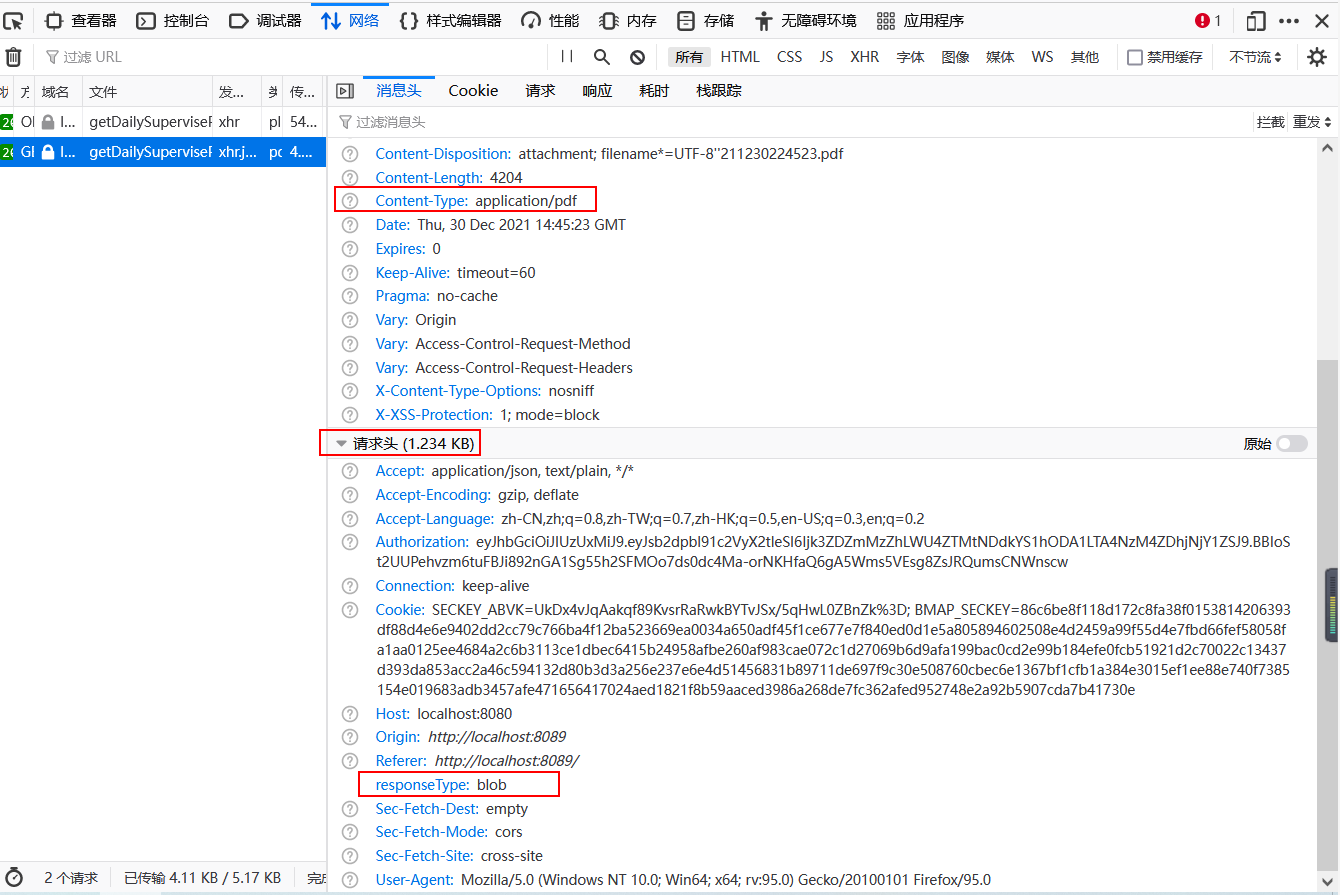 查看器 控制台 调试器 网络 样式编辑器 性能 内存 存储 无障碍环境 应用程序 1
过滤 URL 所有 HTML CSS JS XHR 字体 图像 媒体 WS 其他 禁用缓存 不节流
域名 文件 发... 传... 消息头 Cookie 请求 响应 耗时 栈跟踪
I... getDailySuperviseF xhr pl 54... 过滤消息头 拦截 重发
I... getDailySuperviseF xhr;j... 4....
Content-Disposition: attachment; filename*=UTF-8''211230224523.pdf
Content-Length: 4204
Content-Type: application/pdf
Date: Thu, 30 Dec 2021 14:45:23 GMT
Expires: 0
Keep-Alive: timeout=60
Pragma: no-cache
Vary: Origin
Vary: Access-Control-Request-Method
Vary: Access-Control-Request-Headers
X-Content-Type-Options: nosniff
X-XSS-Protection: 1; mode=block
请求头 (1.234 KB) 原始
Accept: application/json, text/plain, */*
Accept-Encoding: gzip, deflate
Accept-Language: zh-CN,zh;q=0.8,zh-TW;q=0.7,zh-HK;q=0.5,en-US;q=0.3,en;q=0.2
Authorization: eyJhbGciOiJIUzUxMiJ9.eyJsb2dpbl91c2VyX2tleSI6Ijk3ZDZmMzZhLWU4ZTMtNDdkYS1hODA1LTA4NzM4ZDhjNjY1ZSJ9.BBIoS
t2UUPehvzm6tuFBJi892nGA1Sg55h2SFMOo7ds0dc4Ma-orNKHfaQ6gA5Wms5VEsg8ZsJRQumsCNWnscw
Connection: keep-alive
Cookie: SECKEY_ABVK=UkDx4vJqAakqf89KvsrRaRwkBYTvJSx/5qHwL0ZBnZk%3D; BMAP_SECKEY=86c6be8f118d172c8fa38f0153814206393
df88d4e6e9402dd2cc79c766ba4f12ba523669ea0034a650adf45f1ce677e7f840ed0d1e5a805894602508e4d2459a99f55d4e7fbd66fef58058f
a1aa0125ee4684a2c6b3113ce1dbec6415b24958afbe260af983cae072c1d27069b6d9afa199bac0cd2e99b184efe0fcb51921d2c70022c13437
d393da853acc2a46c594132d80b3d3a256e237e6e4d51456831b89711de697f9c30e508760cbec6e1367bf1cfb1a384e3015ef1ee88e740f7385
154e019683adb3457afe471656417024aed1821f8b59aaced3986a268de7fc362afed952748e2a92b5907cda7b41730e
Host: localhost:8080
Origin: http://localhost:8089
Referer: http://localhost:8089/
responseType: blob
Sec-Fetch-Dest: empty
Sec-Fetch-Mode: cors
Sec-Fetch-Site: cross-site
2 个请求 已传输 4.11 KB / 5.17 KB 完成
User-Agent: Mozilla/5.0 (Windows NT 10.0; Win64; x64; rv:95.0) Gecko/20100101 Firefox/95.0